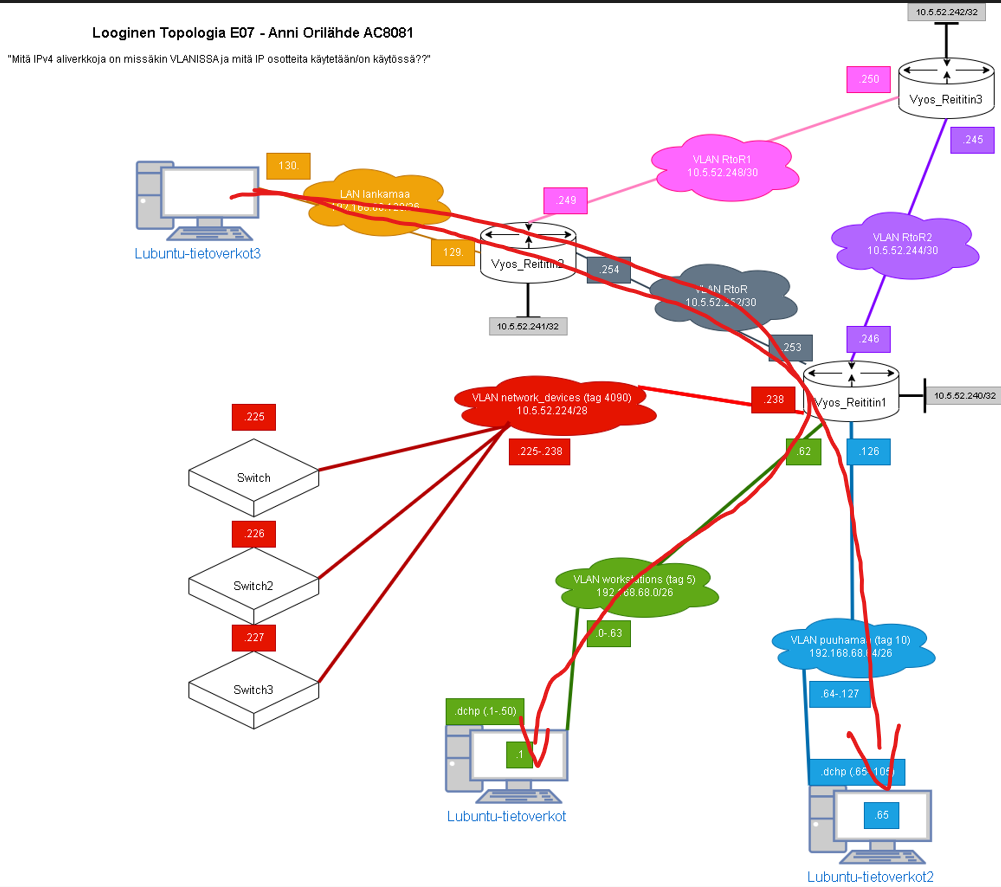 Looginen Topologia E07 - Anni Orilähde AC8081
"Mitä IPv4 aliverkkoja on missäkin VLANISSA ja mitä IP osotteita käytetään/on käytössä??"
10.5.52.242/32
.250
Vyos_Reititin3
.245
VLAN RtoR1
10.5.52.248/30
130.
LAN lankamaa
.249
Lubuntu-tietoverkot3
129.
Vyos_Reititin2
.254
VLAN RtoR2
10.5.52.244/30
VLAN RtoR
10.5.52.252/30
10.5.52.241/32
.253
.246
VLAN network_devices (tag 4090)
10.5.52.224/28
.238
Vyos_Reititin1
10.5.52.240/32
.225
.225-.238
.62
.126
Switch
.226
Switch2
VLAN workstations (tag 5)
192.168.68.0/26
.227
.0-.63
VLAN puuhamaa (tag 10)
192.168.68.64/26
Switch3
.64-.127
.dchp (.1-.50)
.1
.dchp (.65-.105)
Lubuntu-tietoverkot
.65
Lubuntu-tietoverkot2